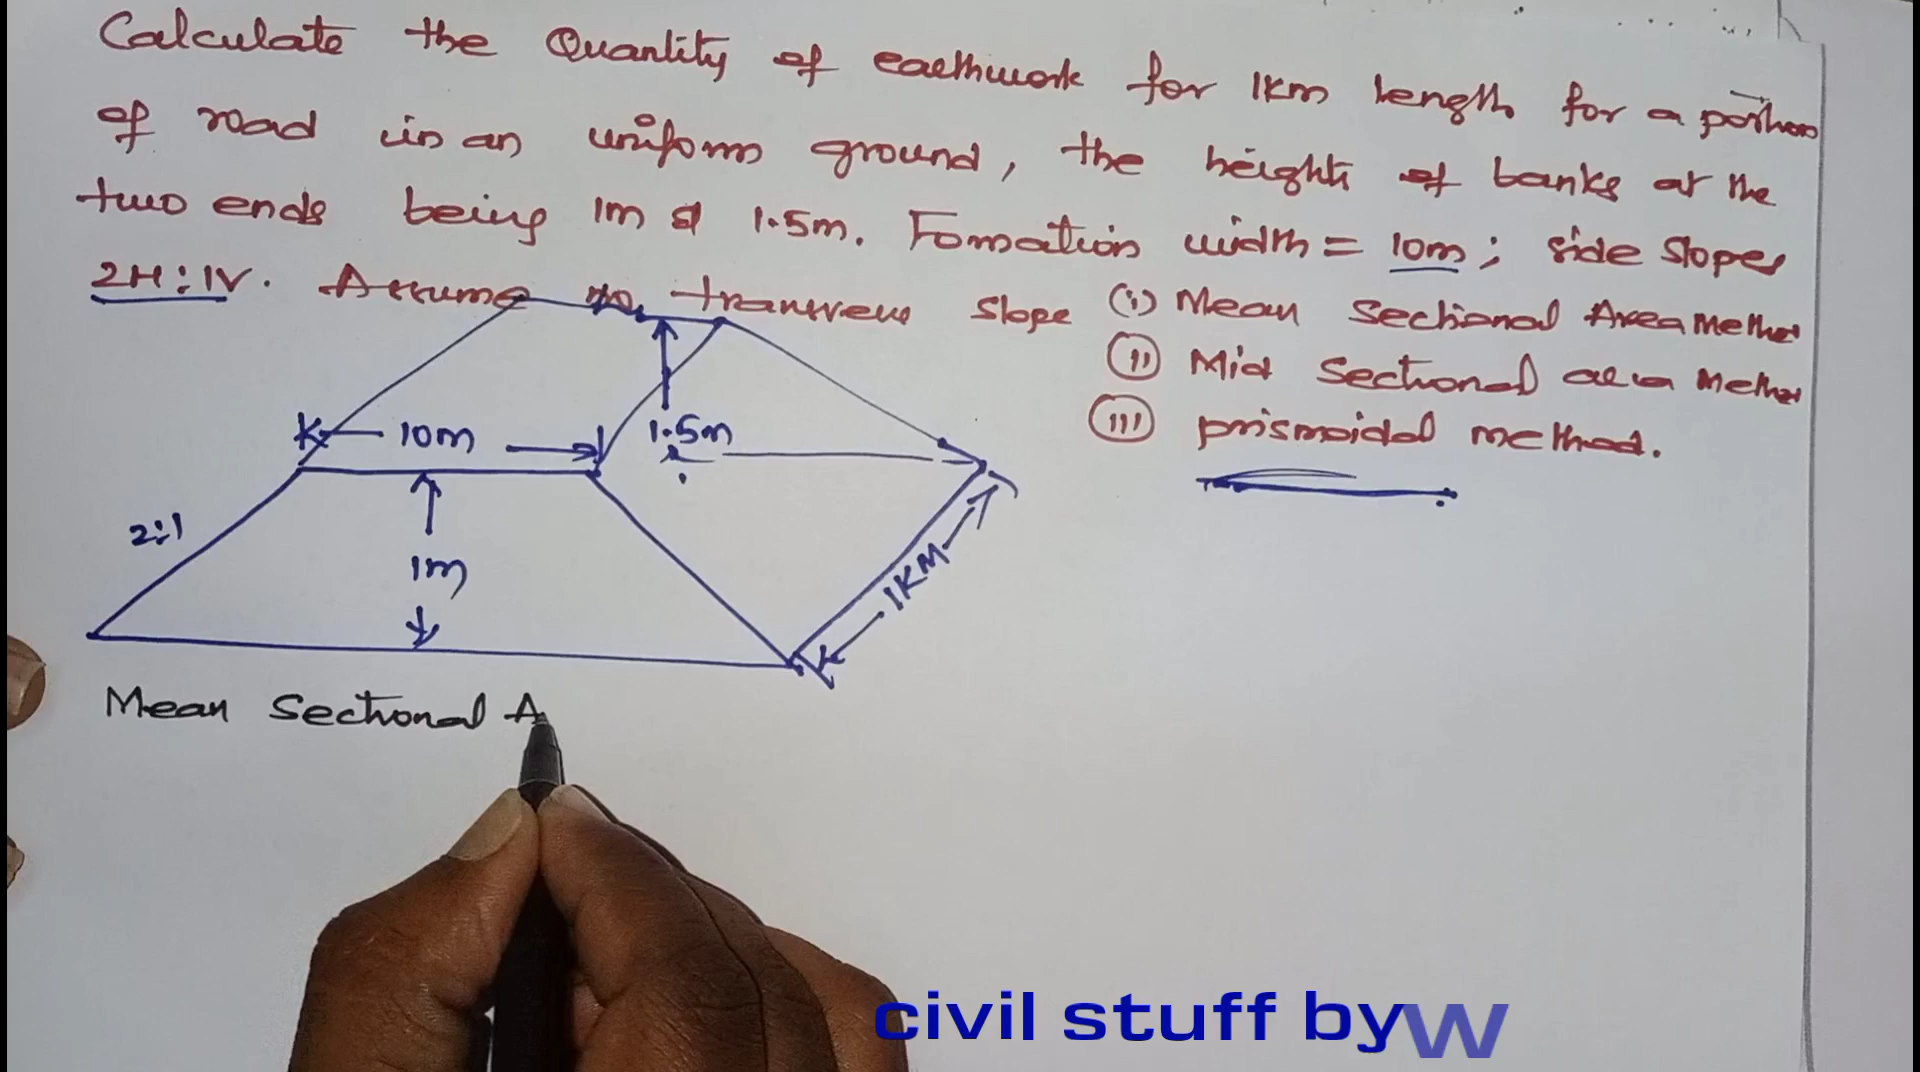 Calculate the Quantity of earthwork for 1km length for a portion
of road in an uniform ground, the heights of banks at the
two ends being 1m & 1.5m. Formation width = 10m; side slopes
2H:1V. Assume no transvers slope (i) Mean Sectional Area Method
(ii) Mid Sectional area Method
(iii) prismoidal method.
10m
1.5m
2:1
1m
1KM
Mean Sectional A
civil stuff by W